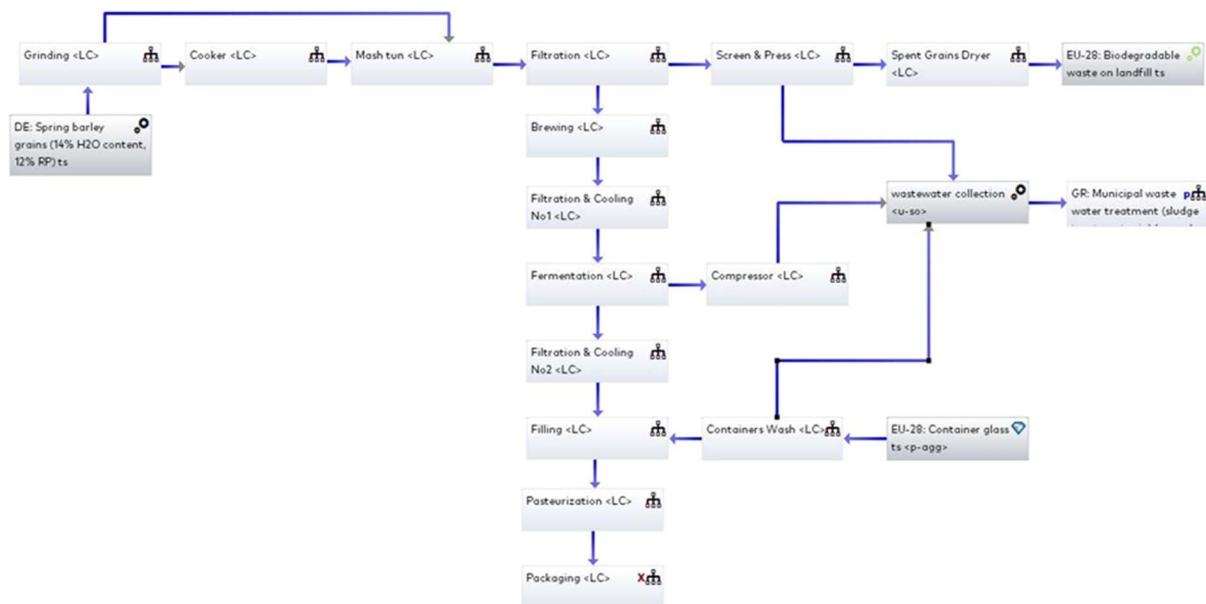 Grinding <LC>
Cooker <LC>
Mash tun <LC>
Filtration <LC>
Screen & Press <LC>
Spent Grains Dryer
<LC>
EU-28: Biodegradable
waste on landfill ts
DE: Spring barley
grains (14% H2O content,
12% RP) ts
Brewing <LC>
Filtration & Cooling
No1 <LC>
wastewater collection
<u-so>
GR: Municipal waste
water treatment (sludge
p
Fermentation <LC>
Compressor <LC>
Filtration & Cooling
No2 <LC>
Filling <LC>
Containers Wash <LC>
EU-28: Container glass
ts <p-agg>
Pasteurization <LC>
Packaging <LC>
X